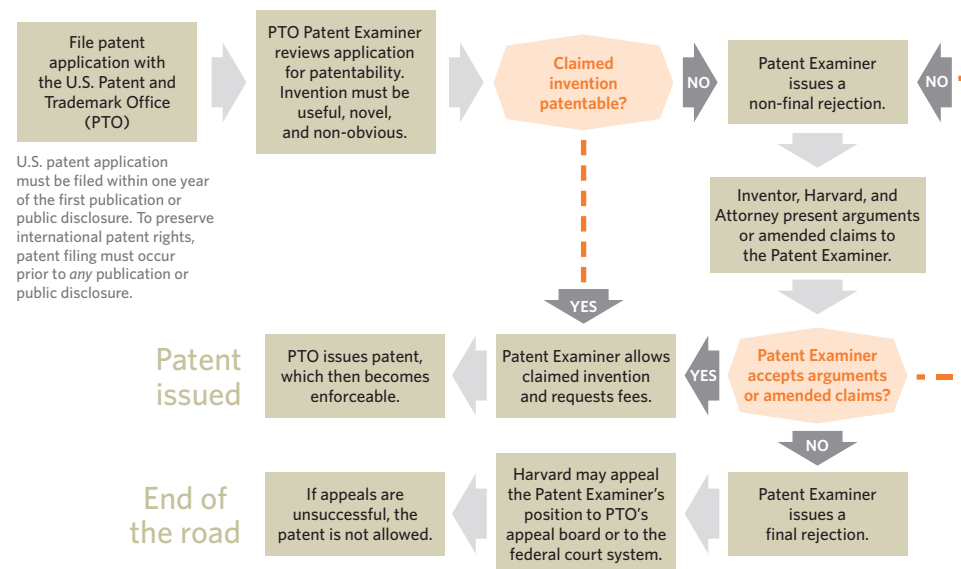 File patent
application with
the U.S. Patent and
Trademark Office
(PTO)
U.S. patent application
must be filed within one year
of the first publication or
public disclosure. To preserve
international patent rights,
patent filing must occur
prior to any publication or
public disclosure.
PTO Patent Examiner
reviews application
for patentability.
Invention must be
useful, novel,
and non-obvious.
Claimed
invention
patentable?
NO
Patent Examiner
issues a
non-final rejection.
NO
Inventor, Harvard, and
Attorney present arguments
or amended claims to
the Patent Examiner.
YES
Patent
issued
PTO issues patent,
which then becomes
enforceable.
Patent Examiner allows
claimed invention
and requests fees.
YES
Patent Examiner
accepts arguments
or amended claims?
NO
End of
the road
If appeals are
unsuccessful, the
patent is not allowed.
Harvard may appeal
the Patent Examiner’s
position to PTO’s
appeal board or to the
federal court system.
Patent Examiner
issues a
final rejection.